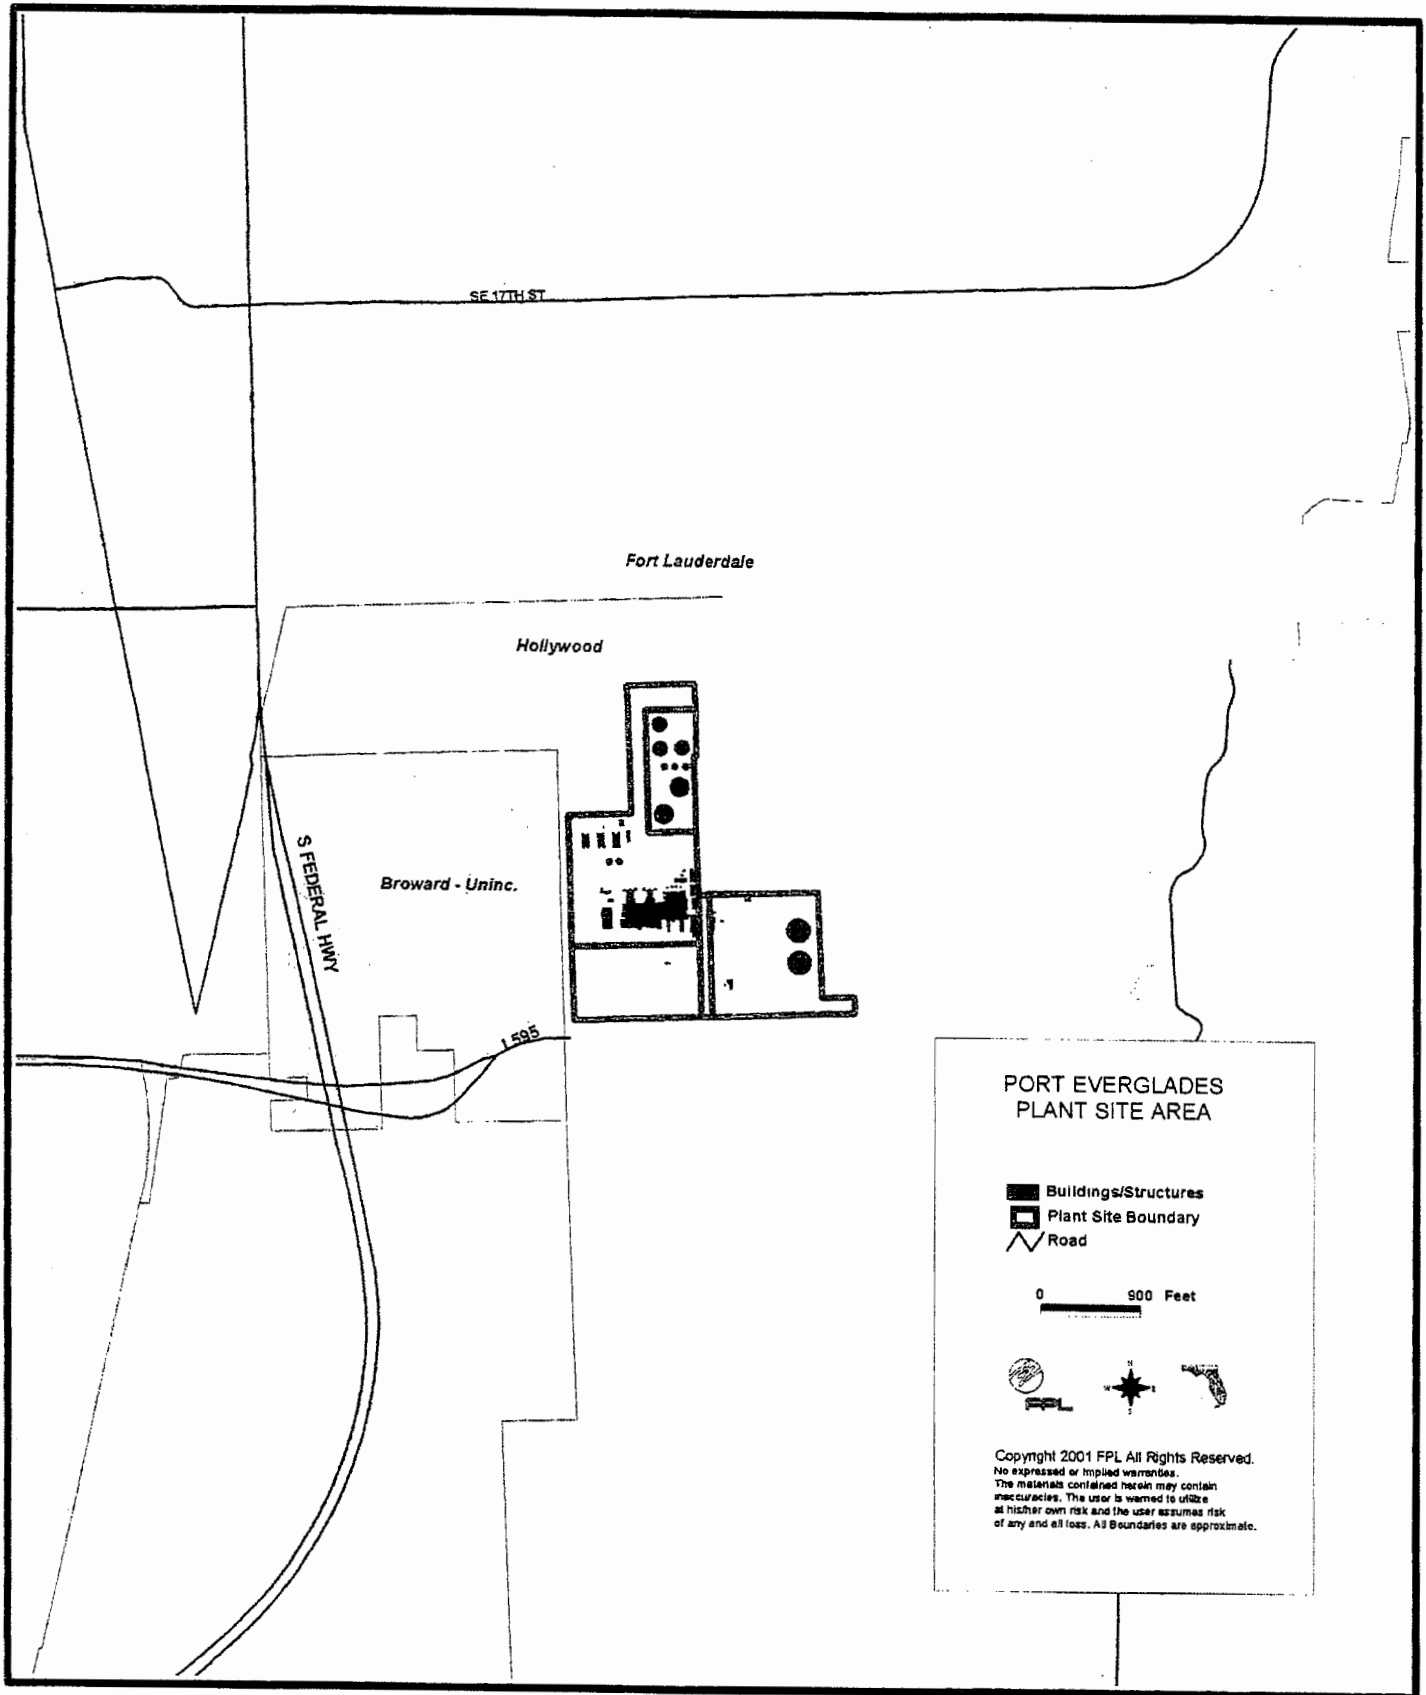 SE 17TH ST
Fort Lauderdale
Hollywood
S FEDERAL HWY
Broward - Uninc.
I 595
PORT EVERGLADES
PLANT SITE AREA
Buildings/Structures
Plant Site Boundary
Road
0 900 Feet
N
W E
S
FPL
Copyright 2001 FPL All Rights Reserved.
No expressed or implied warranties.
The materials contained herein may contain
inaccuracies. The user is warned to utilize
at his/her own risk and the user assumes risk
of any and all loss. All Boundaries are approximate.